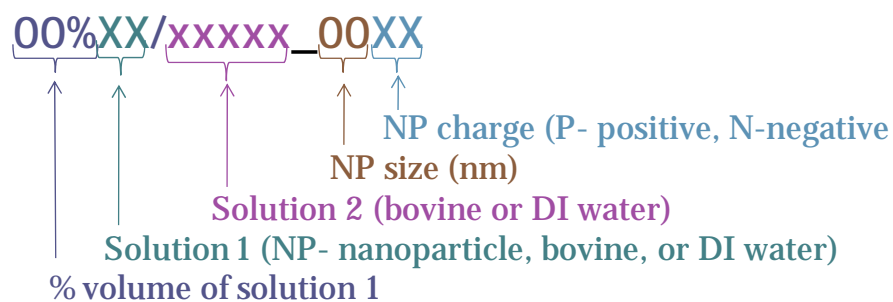 00%XX/xxxxx_00XX
NP charge (P- positive, N-negative
NP size (nm)
Solution 2 (bovine or DI water)
Solution 1 (NP- nanoparticle, bovine, or DI water)
% volume of solution 1